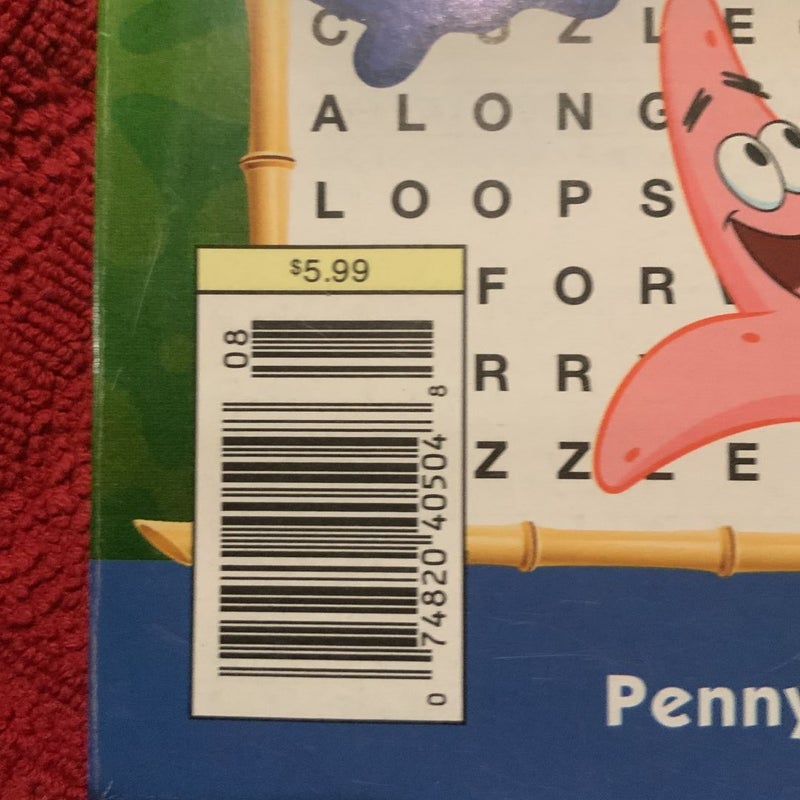 A L O N G
L O O P S
$5.99
F O R
08
R R
8
Z Z L E
0 74820 40504
Penny